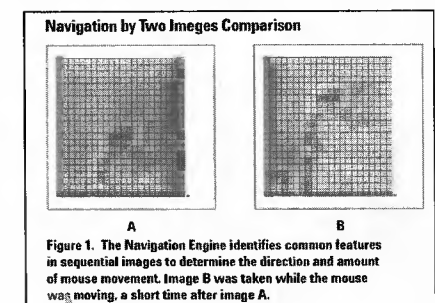 Navigation by Two Imeges Comparison
A B
Figure 1. The Navigation Engine identifies common features
in sequential images to determine the direction and amount
of mouse movement. Image B was taken while the mouse
was moving, a short time after image A.